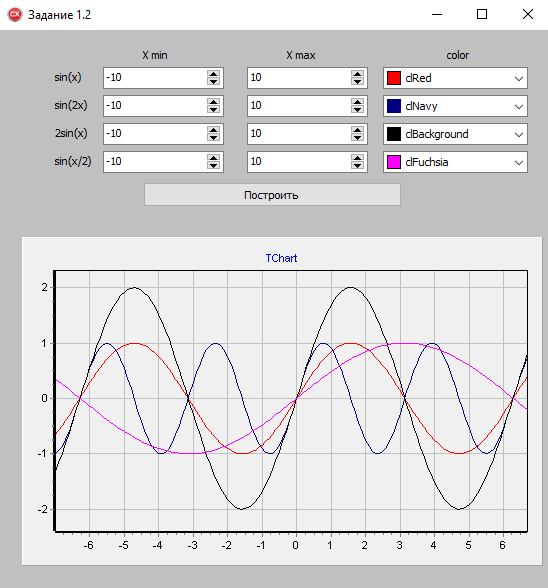 CX Задание 1.2
X min X max color
sin(x) -10 10 clRed
sin(2x) -10 10 clNavy
2sin(x) -10 10 clBackground
sin(x/2) -10 10 clFuchsia
Построить
TChart
2
1
0
-1
-2
-6 -5 -4 -3 -2 -1 0 1 2 3 4 5 6